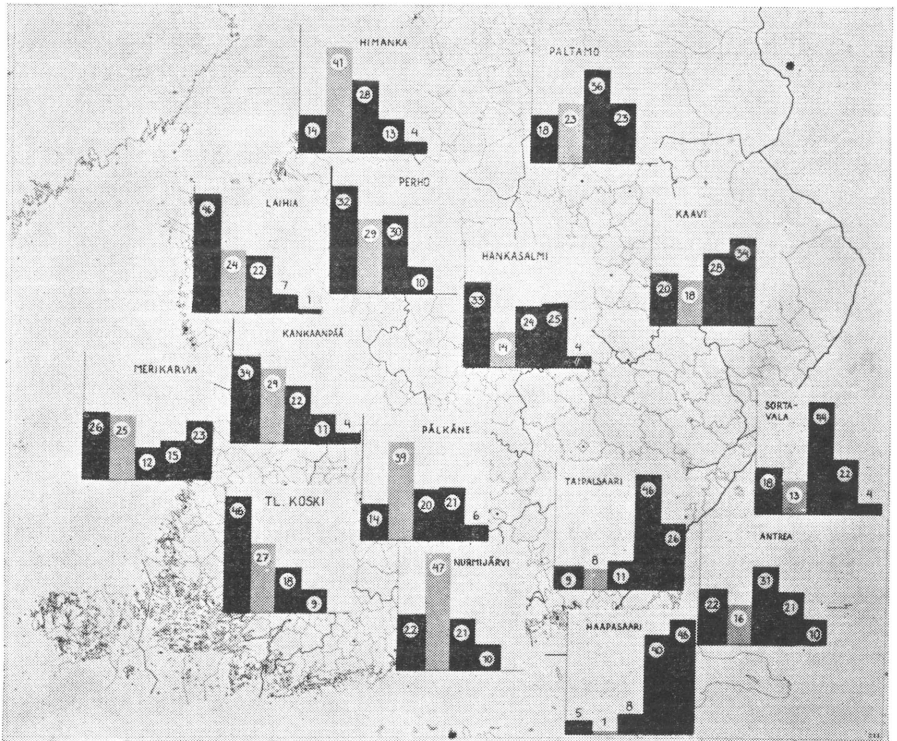 HIMANKA
14 41 28 13 4
PALTAMO
18 23 36 23
LAIHIA
46 24 22 7 1
PERHO
32 29 30 10
HANKASALMI
33 14 24 25 4
KAAVI
20 18 28 34
KANKAANPÄÄ
34 29 22 11 4
MERIKARVIA
26 25 12 15 23
PÄLKÄNE
14 39 20 21 6
SORTA-
VALA
18 13 44 22 4
TL. KOSKI
46 27 18 9
TAIPALSAARI
9 8 11 46 26
ANTREA
22 16 31 21 10
NURMIJÄRVI
22 47 21 10
HAAPASAARI
5 1 8 40 46